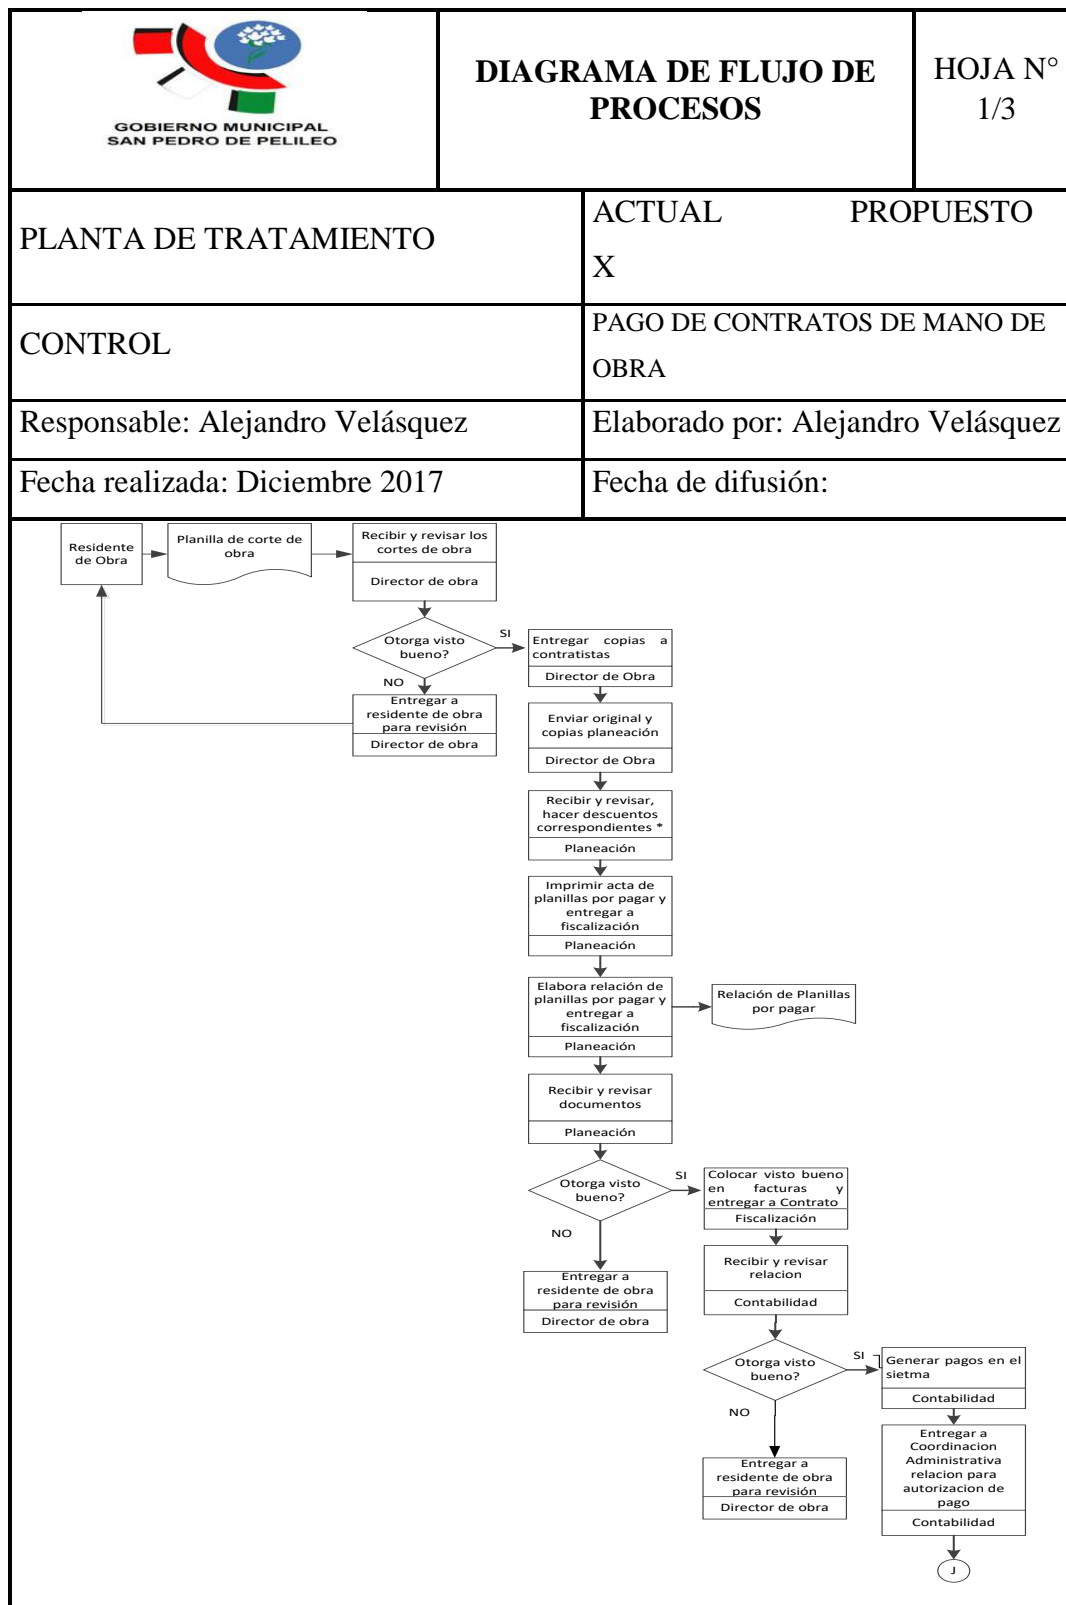 GOBIERNO MUNICIPAL
SAN PEDRO DE PELILEO
DIAGRAMA DE FLUJO DE
PROCESOS
HOJA N°
1/3
PLANTA DE TRATAMIENTO
ACTUAL PROPUESTO
X
CONTROL
PAGO DE CONTRATOS DE MANO DE
OBRA
Responsable: Alejandro Velásquez
Elaborado por: Alejandro Velásquez
Fecha realizada: Diciembre 2017
Fecha de difusión:
Residente
de Obra
Planilla de corte de
obra
Recibir y revisar los
cortes de obra
Director de obra
Otorga visto
bueno?
SI
NO
Entregar a
residente de obra
para revisión
Director de obra
Entregar copias a
contratistas
Director de Obra
Enviar original y
copias planeación
Director de Obra
Recibir y revisar,
hacer descuentos
correspondientes *
Planeación
Imprimir acta de
planillas por pagar y
entregar a
fiscalización
Planeación
Elabora relación de
planillas por pagar y
entregar a
fiscalización
Planeación
Relación de Planillas
por pagar
Recibir y revisar
documentos
Planeación
Otorga visto
bueno?
SI
NO
Entregar a
residente de obra
para revisión
Director de obra
Colocar visto bueno
en facturas y
entregar a Contrato
Fiscalización
Recibir y revisar
relacion
Contabilidad
Otorga visto
bueno?
SI
NO
Entregar a
residente de obra
para revisión
Director de obra
Generar pagos en el
sietma
Contabilidad
Entregar a
Coordinacion
Administrativa
relacion para
autorizacion de
pago
Contabilidad
J